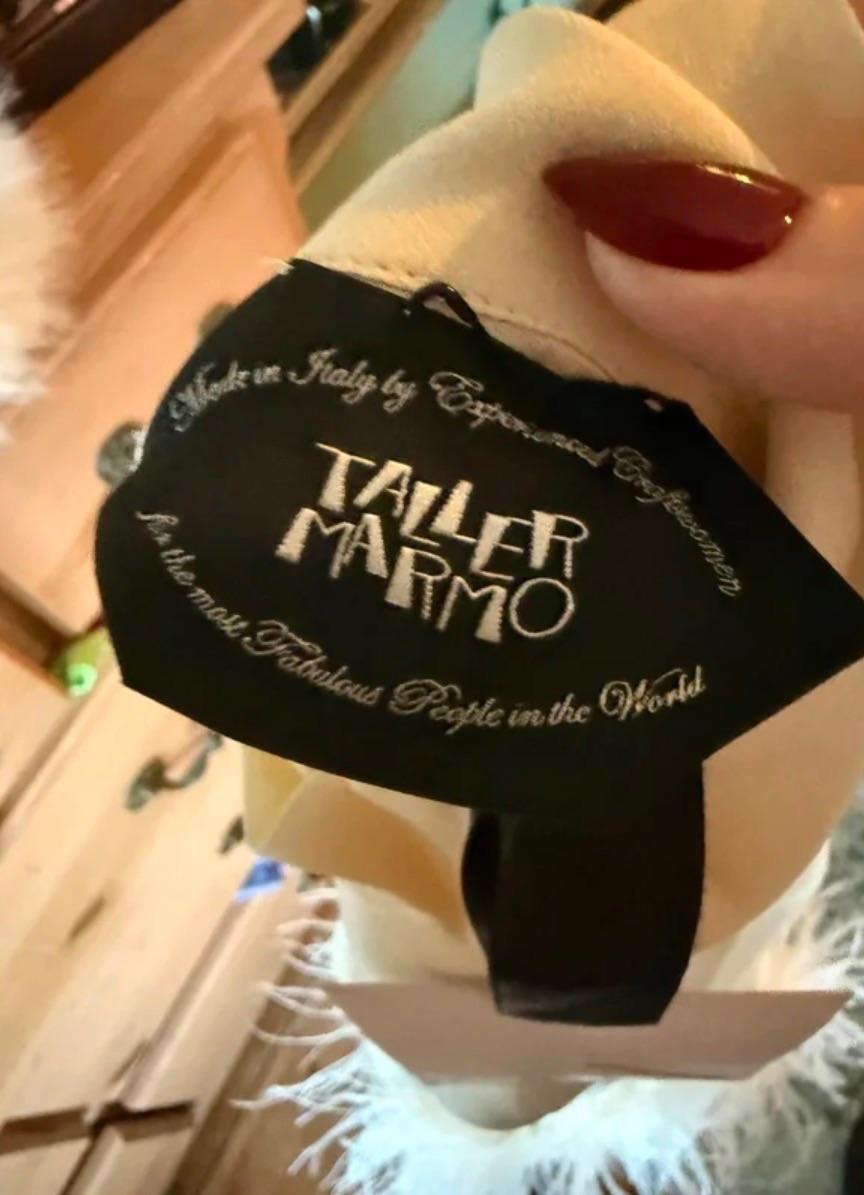 Made in Italy by Experienced Craftswomen
TALLER
MARMO
for the most Fabulous People in the World